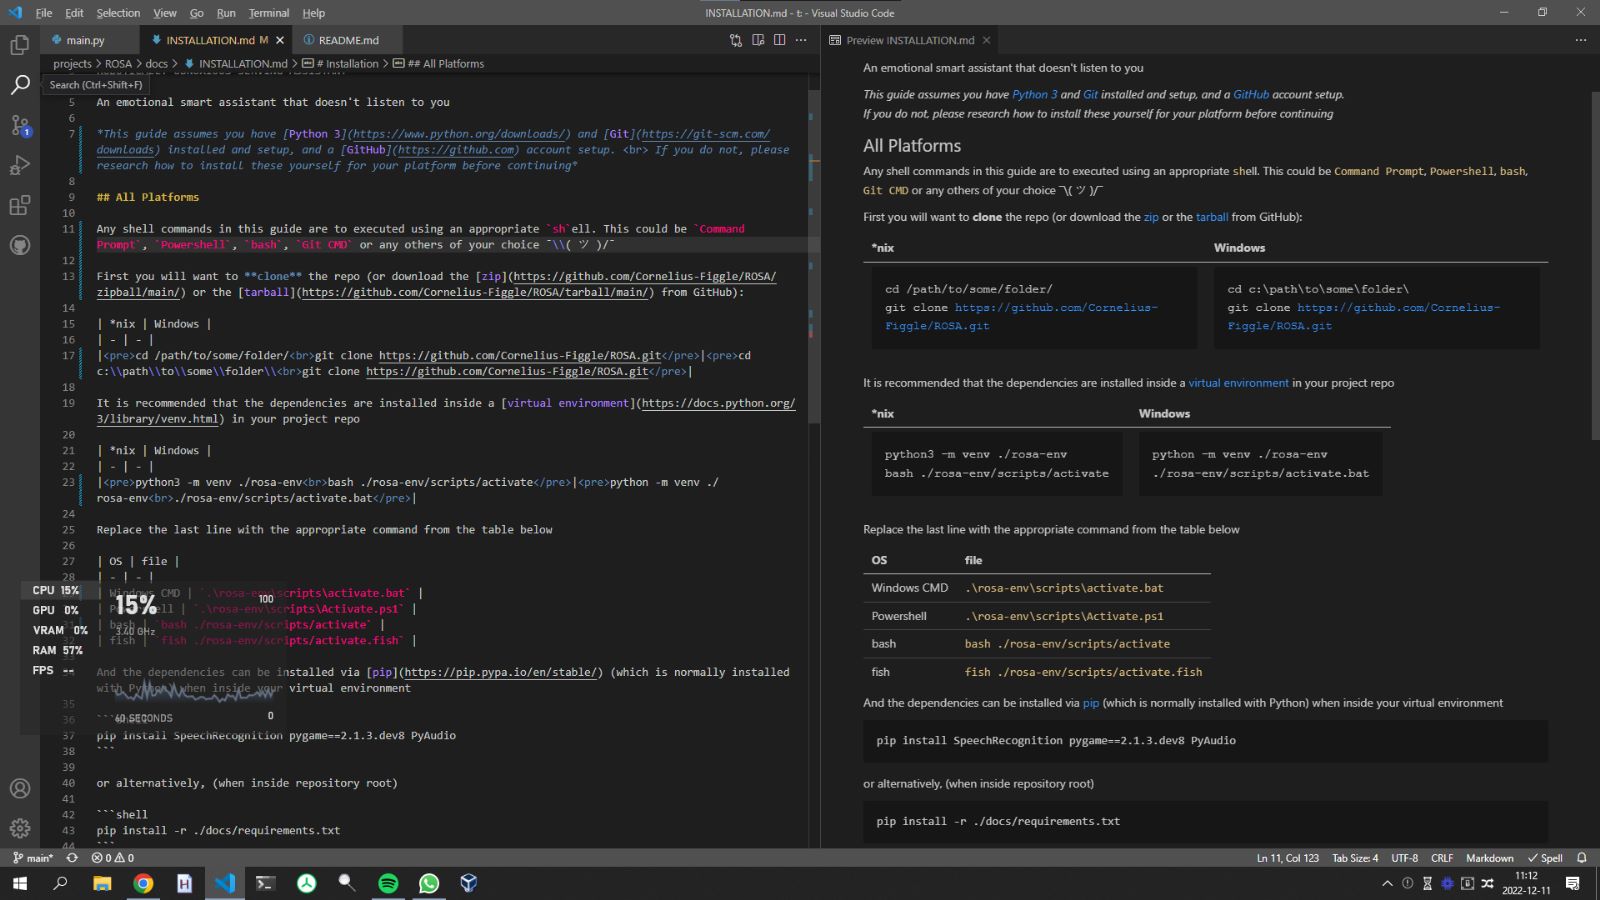 File Edit Selection View Go Run Terminal Help
INSTALLATION.md - t: - Visual Studio Code
main.py
INSTALLATION.md M
README.md
projects > ROSA > docs > INSTALLATION.md > # Installation > ## All Platforms
Search (Ctrl+Shift+F)
5 An emotional smart assistant that doesn't listen to you
6
7 *This guide assumes you have [Python 3](https://www.python.org/downloads/) and [Git](https://git-scm.com/
downloads) installed and setup, and a [GitHub](https://github.com) account setup. <br> If you do not, please
research how to install these yourself for your platform before continuing*
8
9 ## All Platforms
10
11 Any shell commands in this guide are to executed using an appropriate `sh`ell. This could be `Command
Prompt`, `Powershell`, `bash`, `Git CMD` or any others of your choice ¯\\( ツ )/¯
12
13 First you will want to **clone** the repo (or download the [zip](https://github.com/Cornelius-Figgle/ROSA/
zipball/main/) or the [tarball](https://github.com/Cornelius-Figgle/ROSA/tarball/main/) from GitHub):
14
15 | *nix | Windows |
16 | - | - |
17 |<pre>cd /path/to/some/folder/<br>git clone https://github.com/Cornelius-Figgle/ROSA.git</pre>|<pre>cd
c:\\path\\to\\some\\folder\\<br>git clone https://github.com/Cornelius-Figgle/ROSA.git</pre>|
18
19 It is recommended that the dependencies are installed inside a [virtual environment](https://docs.python.org/
3/library/venv.html) in your project repo
20
21 | *nix | Windows |
22 | - | - |
23 |<pre>python3 -m venv ./rosa-env<br>bash ./rosa-env/scripts/activate</pre>|<pre>python -m venv ./
rosa-env<br>./rosa-env/scripts/activate.bat</pre>|
24
25 Replace the last line with the appropriate command from the table below
26
27 | OS | file |
28 | - | - |
| Windows CMD | `.\rosa-env\scripts\activate.bat` |
| Powershell | `.\rosa-env\scripts\Activate.ps1` |
| bash | `bash ./rosa-env/scripts/activate` |
32 | fish | `fish ./rosa-env/scripts/activate.fish` |
And the dependencies can be installed via [pip](https://pip.pypa.io/en/stable/) (which is normally installed
with Python) when inside your virtual environment
35
36 ```shell
37 pip install SpeechRecognition pygame==2.1.3.dev8 PyAudio
38 ```
39
40 or alternatively, (when inside repository root)
41
42 ```shell
43 pip install -r ./docs/requirements.txt
44 ```
CPU 15%
GPU 0%
VRAM 0%
RAM 57%
FPS --
15%
3.40 GHz
100
60 SECONDS
0
Preview INSTALLATION.md
An emotional smart assistant that doesn't listen to you
This guide assumes you have Python 3 and Git installed and setup, and a GitHub account setup.
If you do not, please research how to install these yourself for your platform before continuing
All Platforms
Any shell commands in this guide are to executed using an appropriate shell. This could be Command Prompt, Powershell, bash,
Git CMD or any others of your choice ¯\( ツ )/¯
First you will want to clone the repo (or download the zip or the tarball from GitHub):
*nix Windows
cd /path/to/some/folder/
git clone https://github.com/Cornelius-
Figgle/ROSA.git
cd c:\path\to\some\folder\
git clone https://github.com/Cornelius-
Figgle/ROSA.git
It is recommended that the dependencies are installed inside a virtual environment in your project repo
*nix Windows
python3 -m venv ./rosa-env
bash ./rosa-env/scripts/activate
python -m venv ./rosa-env
./rosa-env/scripts/activate.bat
Replace the last line with the appropriate command from the table below
OS file
Windows CMD .\rosa-env\scripts\activate.bat
Powershell .\rosa-env\scripts\Activate.ps1
bash bash ./rosa-env/scripts/activate
fish fish ./rosa-env/scripts/activate.fish
And the dependencies can be installed via pip (which is normally installed with Python) when inside your virtual environment
pip install SpeechRecognition pygame==2.1.3.dev8 PyAudio
or alternatively, (when inside repository root)
pip install -r ./docs/requirements.txt
main* 0 0
Ln 11, Col 123 Tab Size: 4 UTF-8 CRLF Markdown Spell
11:12
2022-12-11